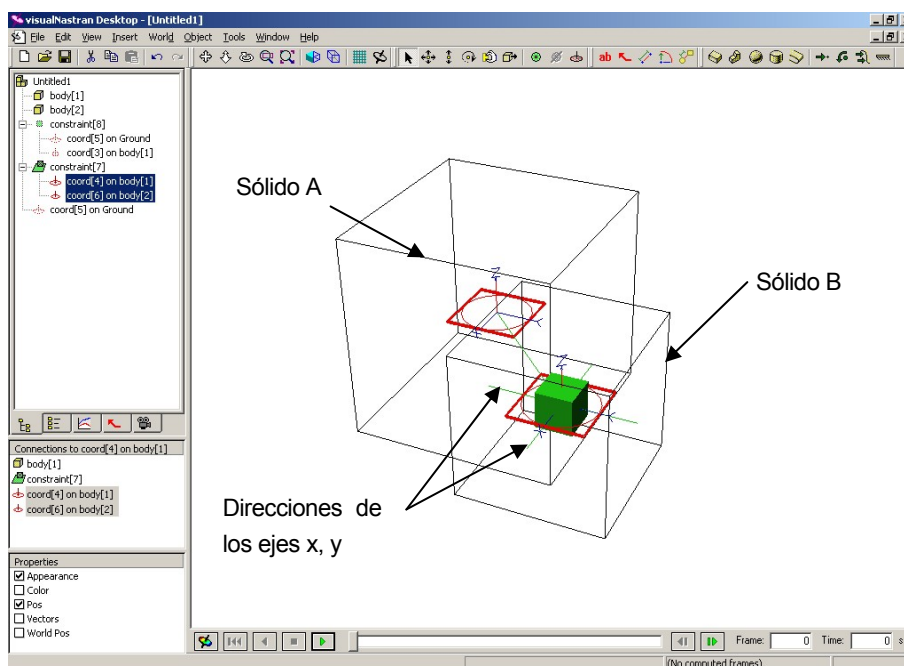 visualNastran Desktop - [Untitled1]
File Edit View Insert World Object Tools Window Help
Untitled1
body[1]
body[2]
constraint[8]
coord[5] on Ground
coord[3] on body[1]
constraint[7]
coord[4] on body[1]
coord[6] on body[2]
coord[5] on Ground
Connections to coord[4] on body[1]
body[1]
constraint[7]
coord[4] on body[1]
coord[6] on body[2]
Properties
Appearance
Color
Pos
Vectors
World Pos
Sólido A
Sólido B
Z
Y
X
Z
Direcciones de
los ejes x, y
Frame: 0 Time: 0 s
(No computed frames)